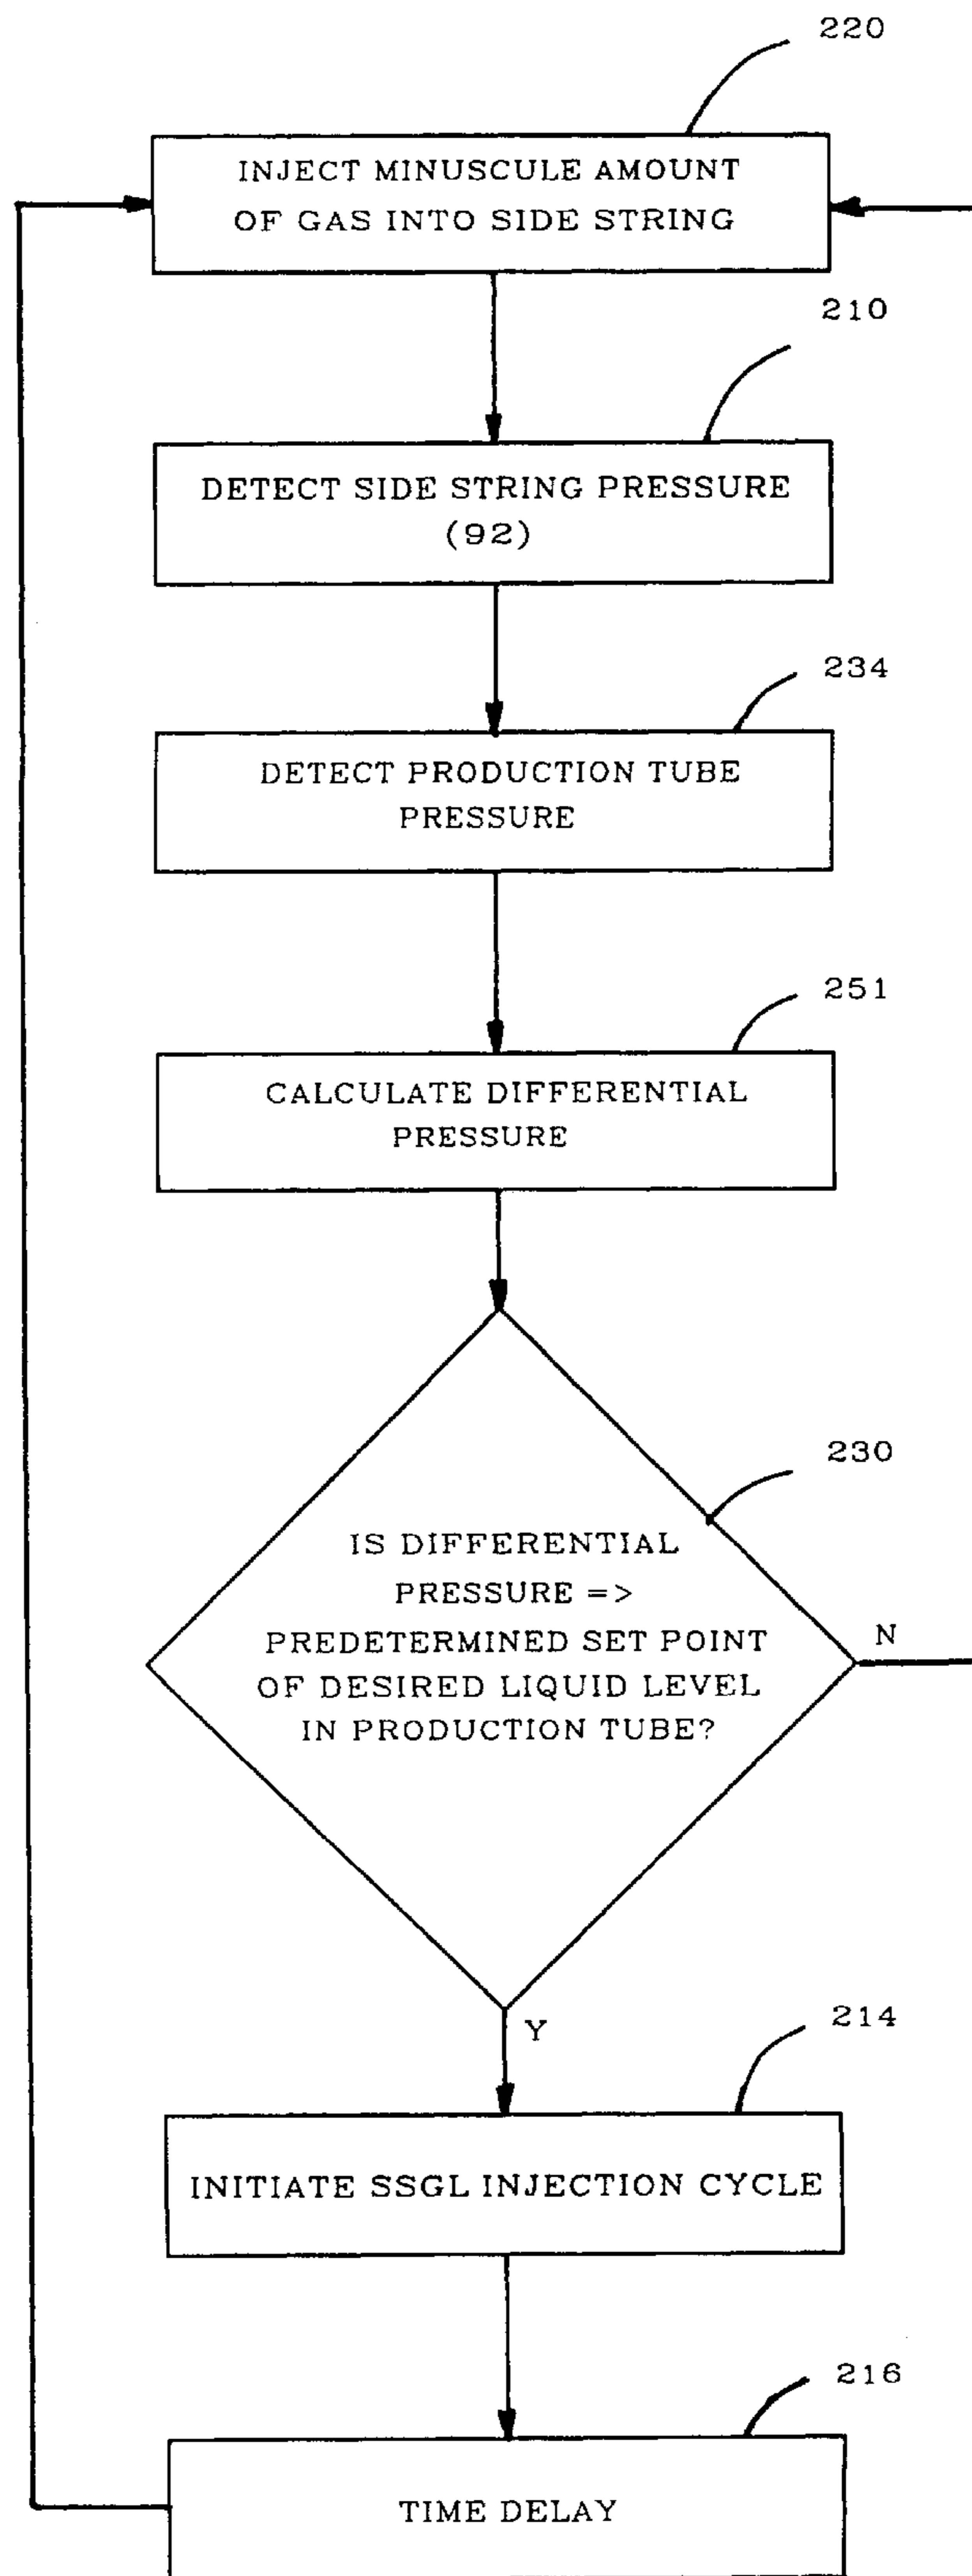 220
INJECT MINUSCULE AMOUNT
OF GAS INTO SIDE STRING
210
DETECT SIDE STRING PRESSURE
(92)
234
DETECT PRODUCTION TUBE
PRESSURE
251
CALCULATE DIFFERENTIAL
PRESSURE
230
IS DIFFERENTIAL
PRESSURE =>
PREDETERMINED SET POINT
OF DESIRED LIQUID LEVEL
IN PRODUCTION TUBE?
N
Y
214
INITIATE SSGL INJECTION CYCLE
216
TIME DELAY